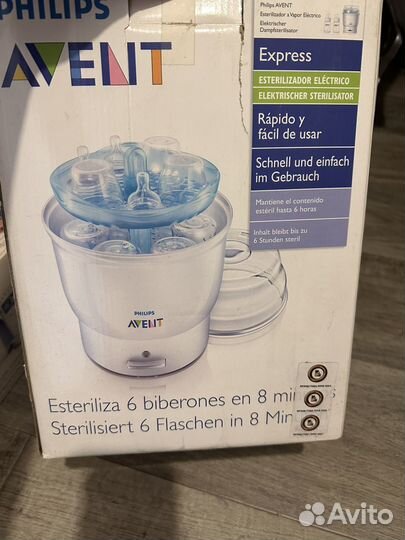 PHILIPS
AVENT
Philips AVENT
Esterilizador a Vapor Eléctrico
Elektrischer
Dampfsterilisator
Express
ESTERILIZADOR ELÉCTRICO
ELEKTRISCHER STERILISATOR
Rápido y
fácil de usar
Schnell und einfach
im Gebrauch
Mantiene el contenido
estéril hasta 6 horas
Inhalt bleibt bis zu
6 Stunden steril
PHILIPS
AVENT
Esteriliza 6 biberones en 8 min
Sterilisiert 6 Flaschen in 8 Min
Avito